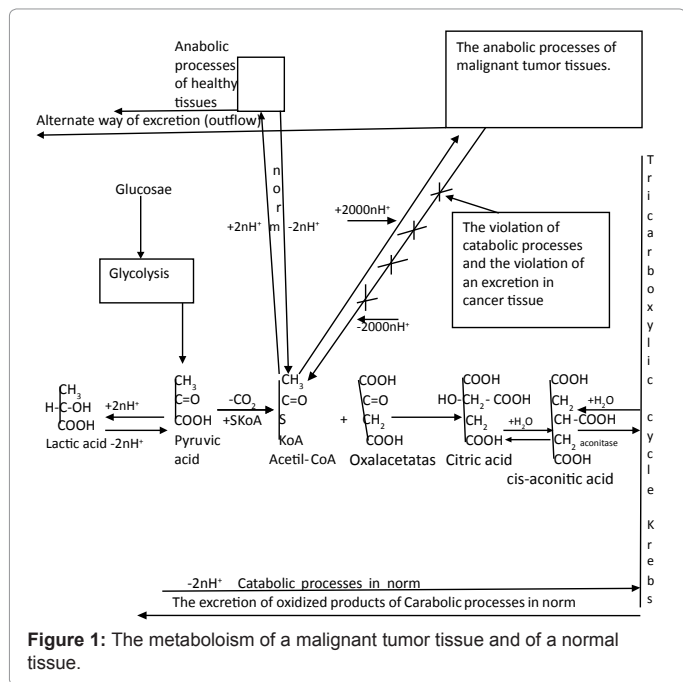 Anabolic
processes
of healthy
tissues
The anabolic processes of
malignant tumor tissues.
Alternate way of excretion (outflow)
Glucosae
Glycolysis
norm
+2nH⁺
-2nH⁺
+2000nH⁺
-2000nH⁺
The violation of
catabolic processes
and the violation of
an excretion in
cancer tissue
Tricarboxylic cycle Krebs
CH₃
H-C-OH
COOH
Lactic acid
+2nH⁺
-2nH⁺
CH₃
C=O
COOH
Pyruvic
acid
-CO₂
+SKoA
CH₃
C=O
S
KoA
Acetil-CoA
+
COOH
C=O
CH₂
COOH
Oxalacetatas
COOH
HO-CH₂- COOH
CH₂
COOH
Citric acid
+H₂O
COOH
CH₂
CH-COOH
CH₂
COOH
aconitase
cis-aconitic acid
+H₂O
-2nH⁺ Catabolic processes in norm
The excretion of oxidized products of Carabolic processes in norm
Figure 1: The metaboloism of a malignant tumor tissue and of a normal
tissue.